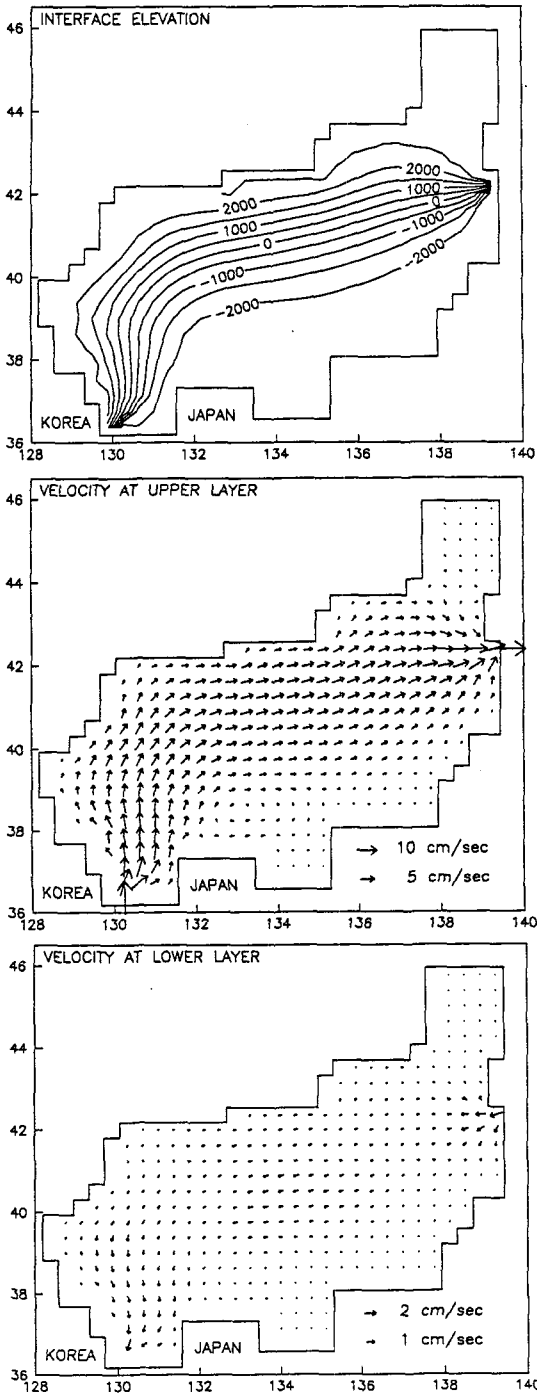 INTERFACE ELEVATION
46
44
42
40
38
36
2000
1000
0
-1000
-2000
2000
1000
0
-1000
-2000
KOREA
JAPAN
128 130 132 134 136 138 140
VELOCITY AT UPPER LAYER
46
44
42
40
38
36
10 cm/sec
5 cm/sec
KOREA
JAPAN
128 130 132 134 136 138 140
VELOCITY AT LOWER LAYER
46
44
42
40
38
36
2 cm/sec
1 cm/sec
KOREA
JAPAN
128 130 132 134 136 138 140